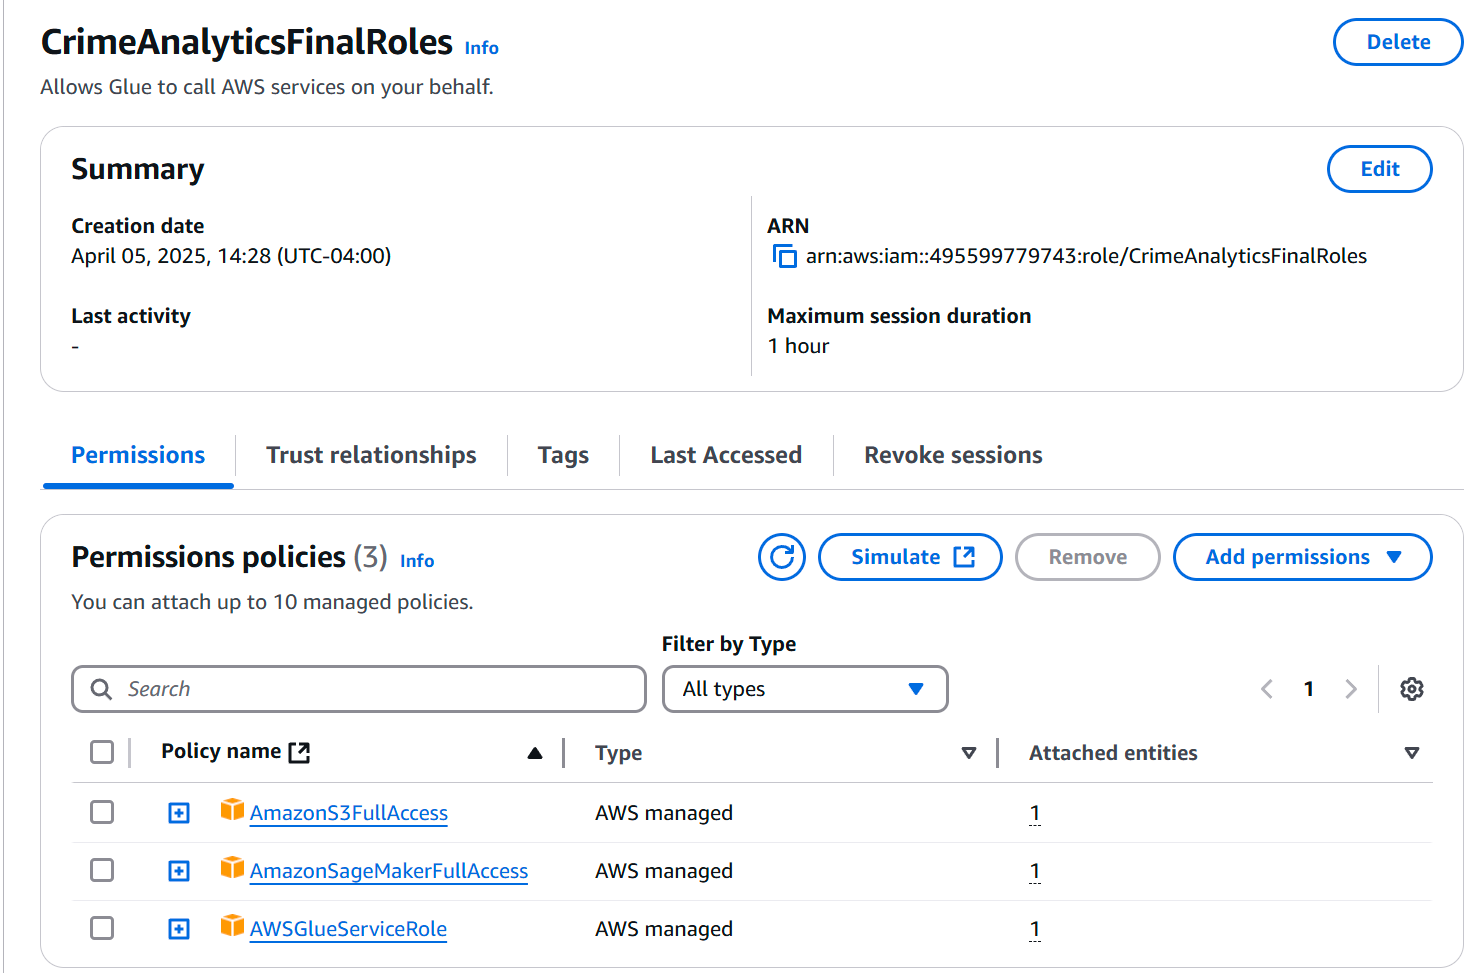 CrimeAnalyticsFinalRoles Info
Delete
Allows Glue to call AWS services on your behalf.
Summary
Edit
Creation date
April 05, 2025, 14:28 (UTC-04:00)
ARN
arn:aws:iam::495599779743:role/CrimeAnalyticsFinalRoles
Last activity
-
Maximum session duration
1 hour
Permissions Trust relationships Tags Last Accessed Revoke sessions
Permissions policies (3) Info
Simulate Remove Add permissions
You can attach up to 10 managed policies.
Filter by Type
Search All types 1
Policy name Type Attached entities
AmazonS3FullAccess AWS managed 1
AmazonSageMakerFullAccess AWS managed 1
AWSGlueServiceRole AWS managed 1